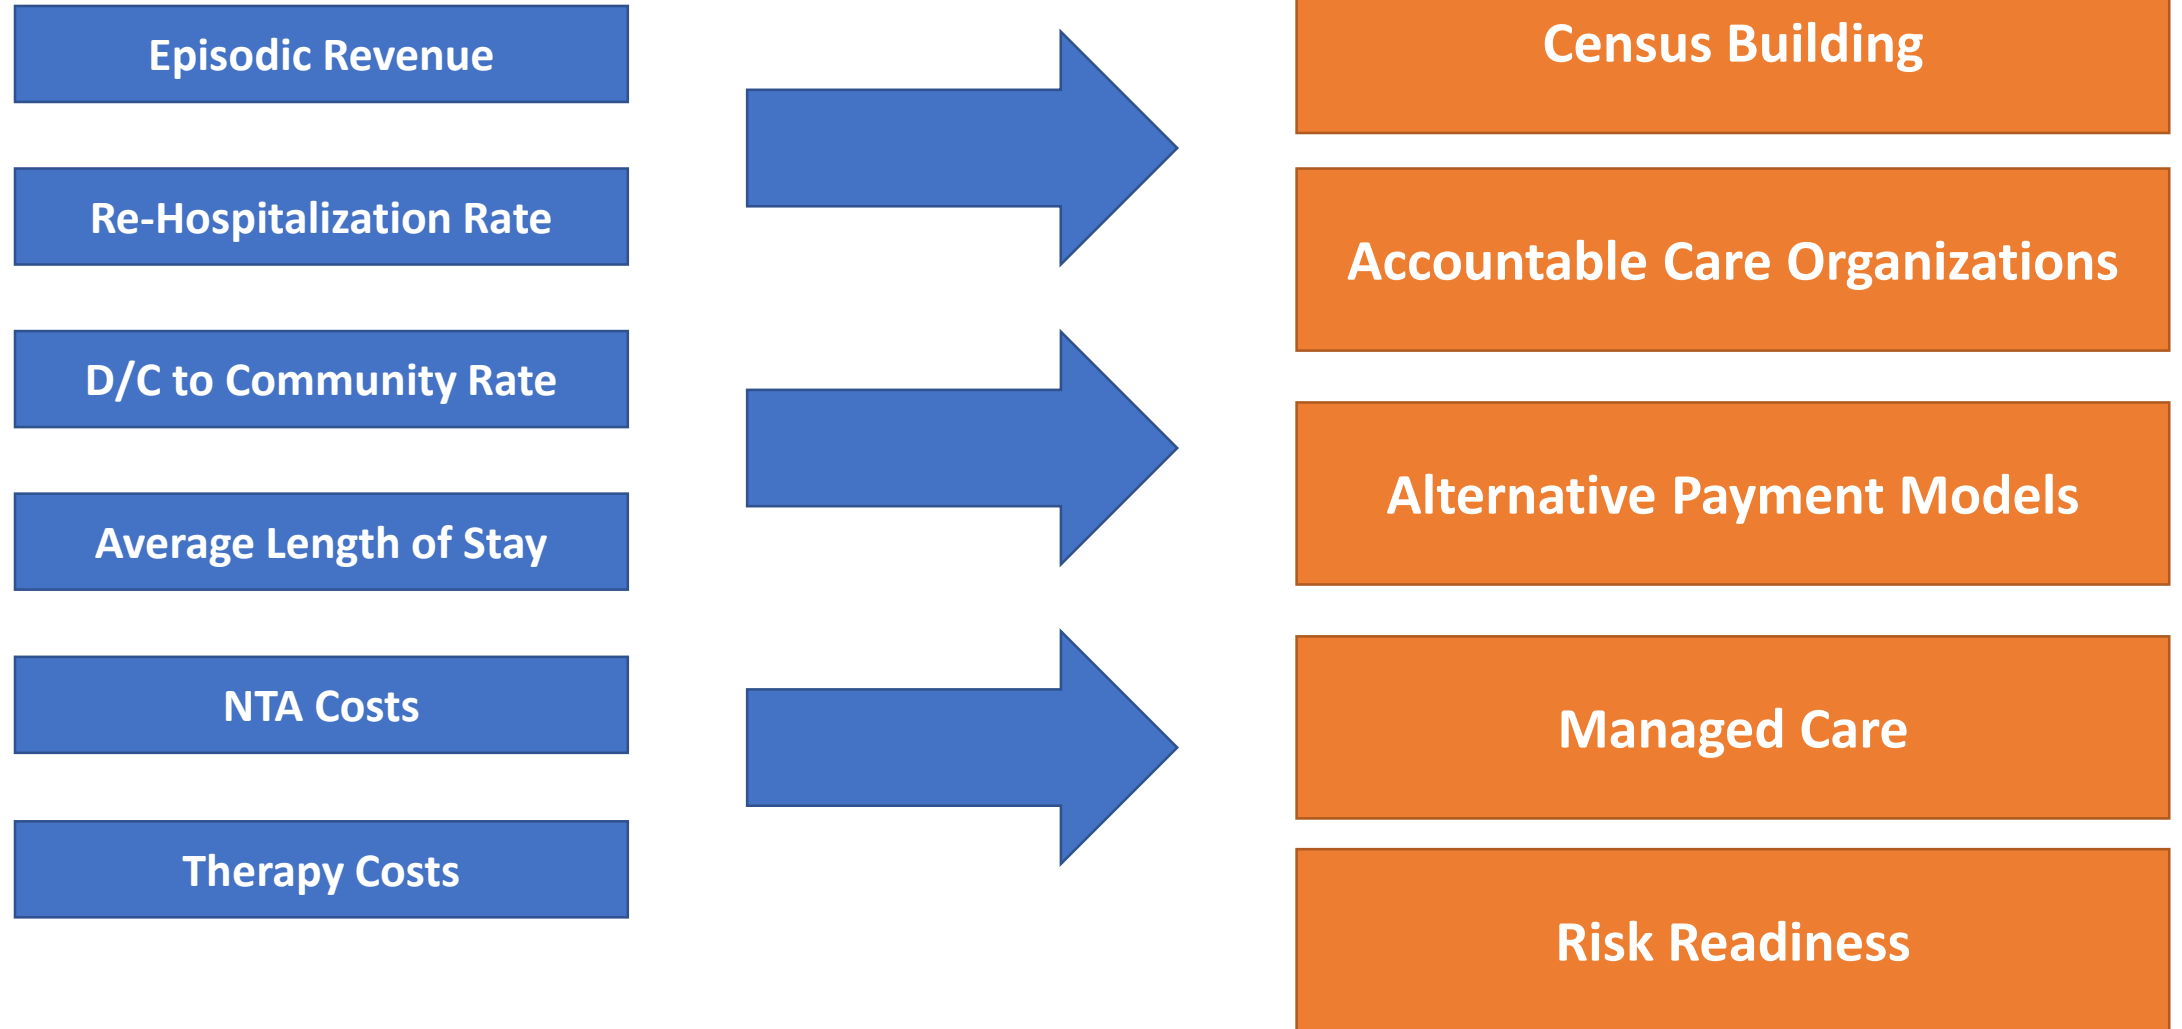 Episodic Revenue
Re-Hospitalization Rate
D/C to Community Rate
Average Length of Stay
NTA Costs
Therapy Costs
Census Building
Accountable Care Organizations
Alternative Payment Models
Managed Care
Risk Readiness